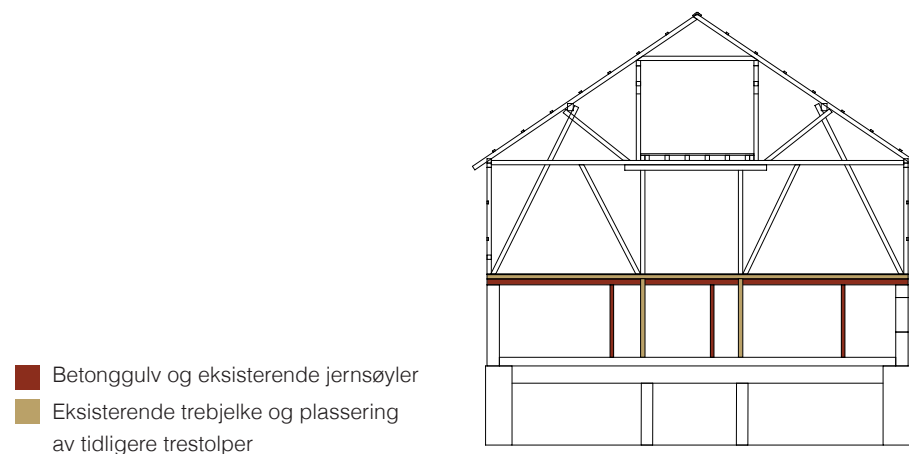 Betonggulv og eksisterende jernsøyler
Eksisterende trebjelke og plassering
av tidligere trestolper